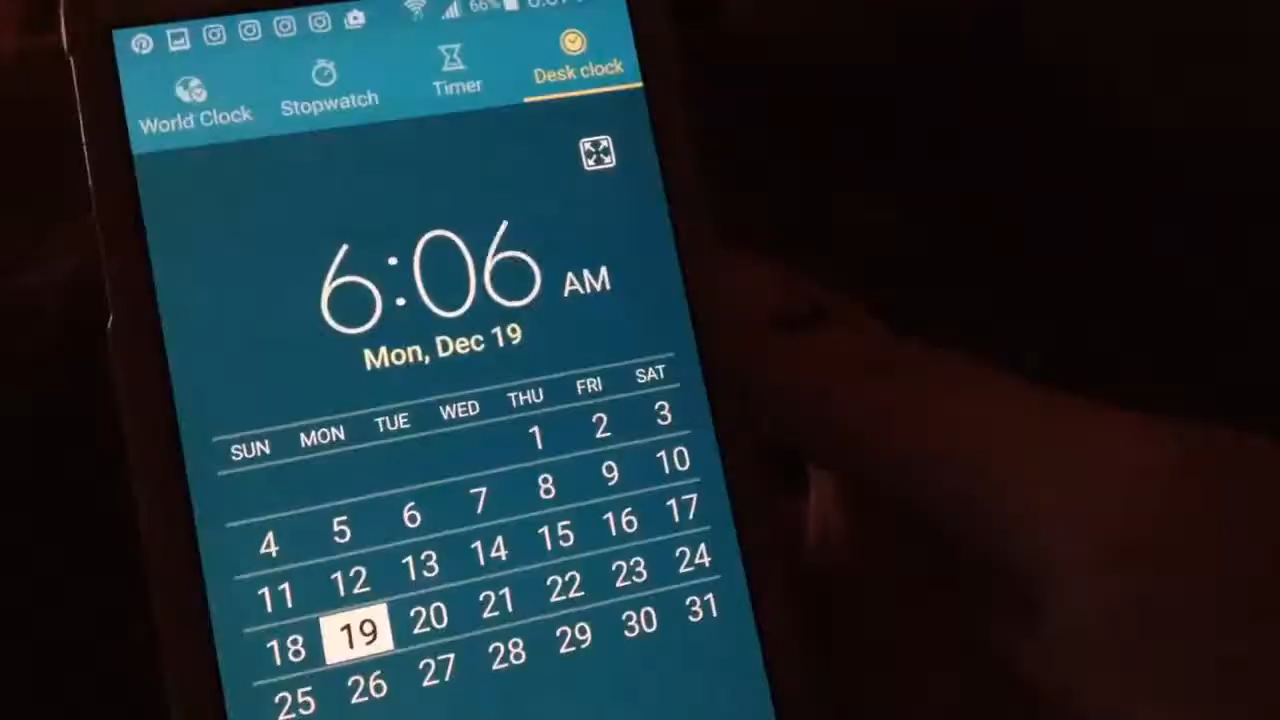 66%
World Clock Stopwatch Timer Desk clock
6:06 AM
Mon, Dec 19
SUN MON TUE WED THU FRI SAT
1 2 3
4 5 6 7 8 9 10
11 12 13 14 15 16 17
18 19 20 21 22 23 24
25 26 27 28 29 30 31